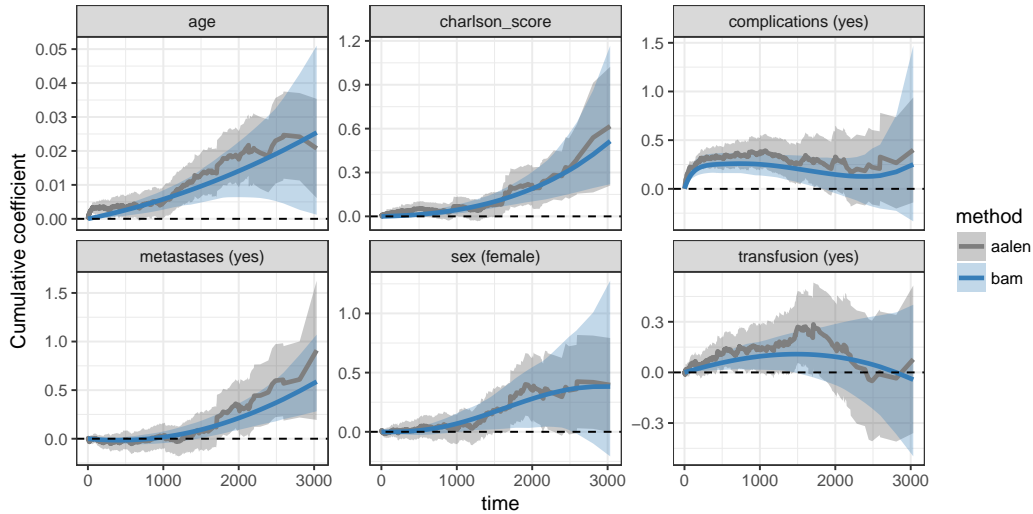 age
charlson_score
complications (yes)
0.05
0.04
0.03
0.02
0.01
0.00
1.2
0.9
0.6
0.3
0.0
1.5
1.0
0.5
0.0
Cumulative coefficient
metastases (yes)
sex (female)
transfusion (yes)
1.5
1.0
0.5
0.0
1.0
0.5
0.0
0.3
0.0
−0.3
0 1000 2000 3000
0 1000 2000 3000
0 1000 2000 3000
time
method
aalen
bam